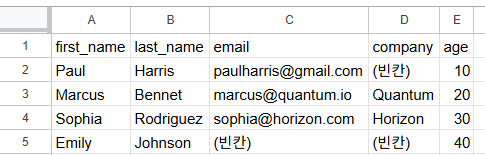 A B C D E
1 first_name last_name email company age
2 Paul Harris paulharris@gmail.com (빈칸) 10
3 Marcus Bennet marcus@quantum.io Quantum 20
4 Sophia Rodriguez sophia@horizon.com Horizon 30
5 Emily Johnson (빈칸) (빈칸) 40